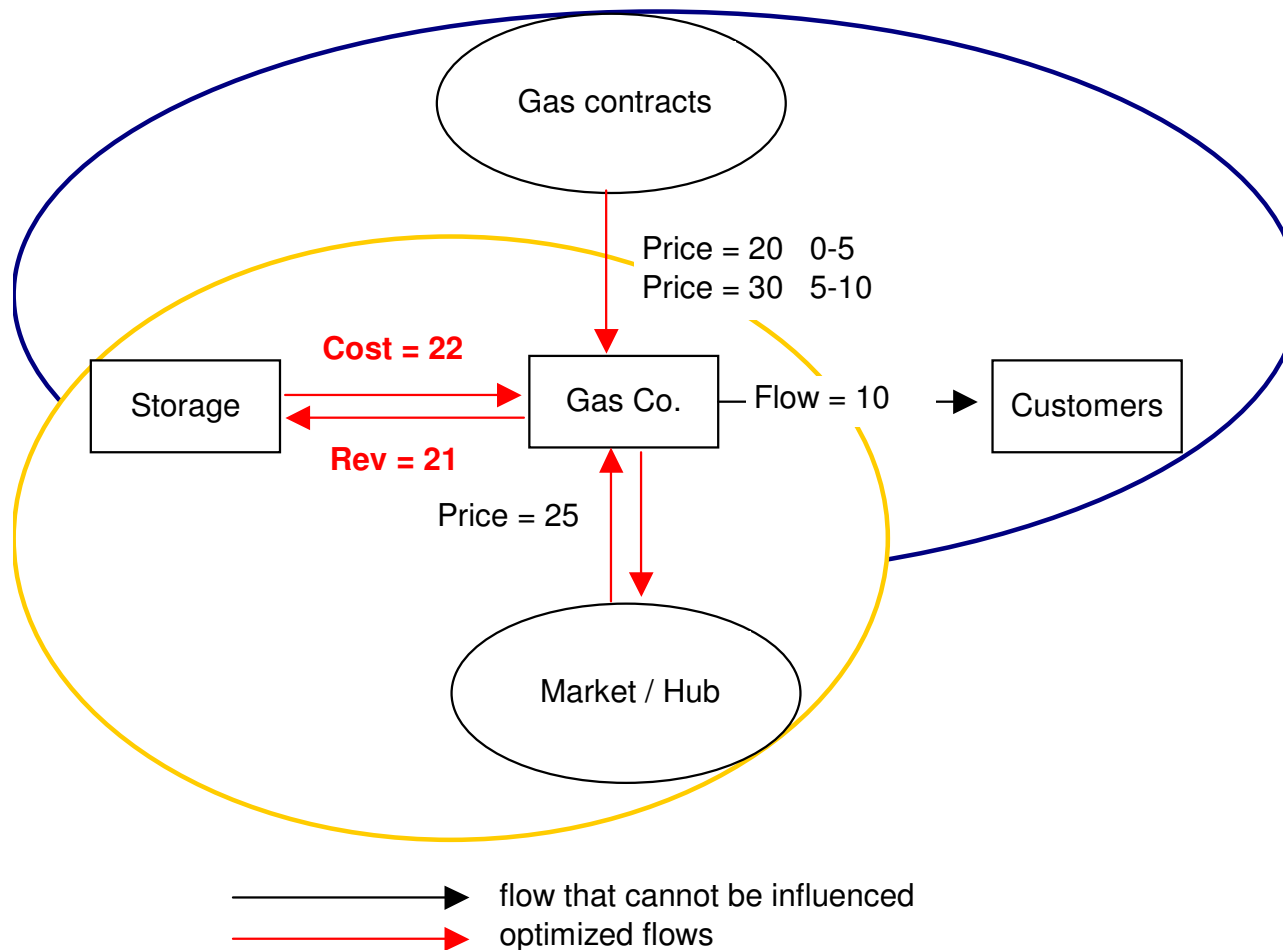 Gas contracts
Price = 20 0-5
Price = 30 5-10
Cost = 22
Storage
Gas Co.
Flow = 10
Customers
Rev = 21
Price = 25
Market / Hub
flow that cannot be influenced
optimized flows